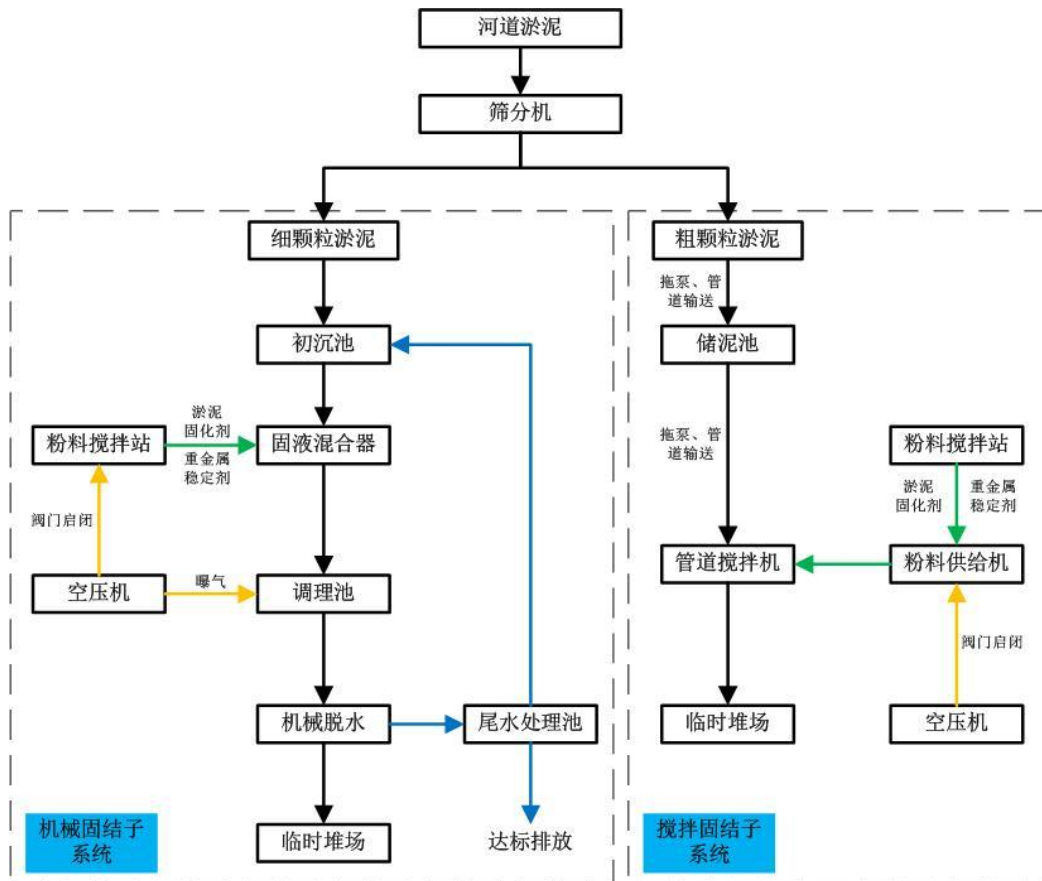 河道淤泥
筛分机
细颗粒淤泥
初沉池
粉料搅拌站
淤泥
固化剂
重金属
稳定剂
固液混合器
阀门启闭
空压机
曝气
调理池
机械脱水
尾水处理池
临时堆场
达标排放
机械固结子
系统
粗颗粒淤泥
拖泵、管
道输送
储泥池
拖泵、管
道输送
粉料搅拌站
淤泥
固化剂
重金属
稳定剂
管道搅拌机
粉料供给机
阀门启闭
临时堆场
空压机
搅拌固结子
系统